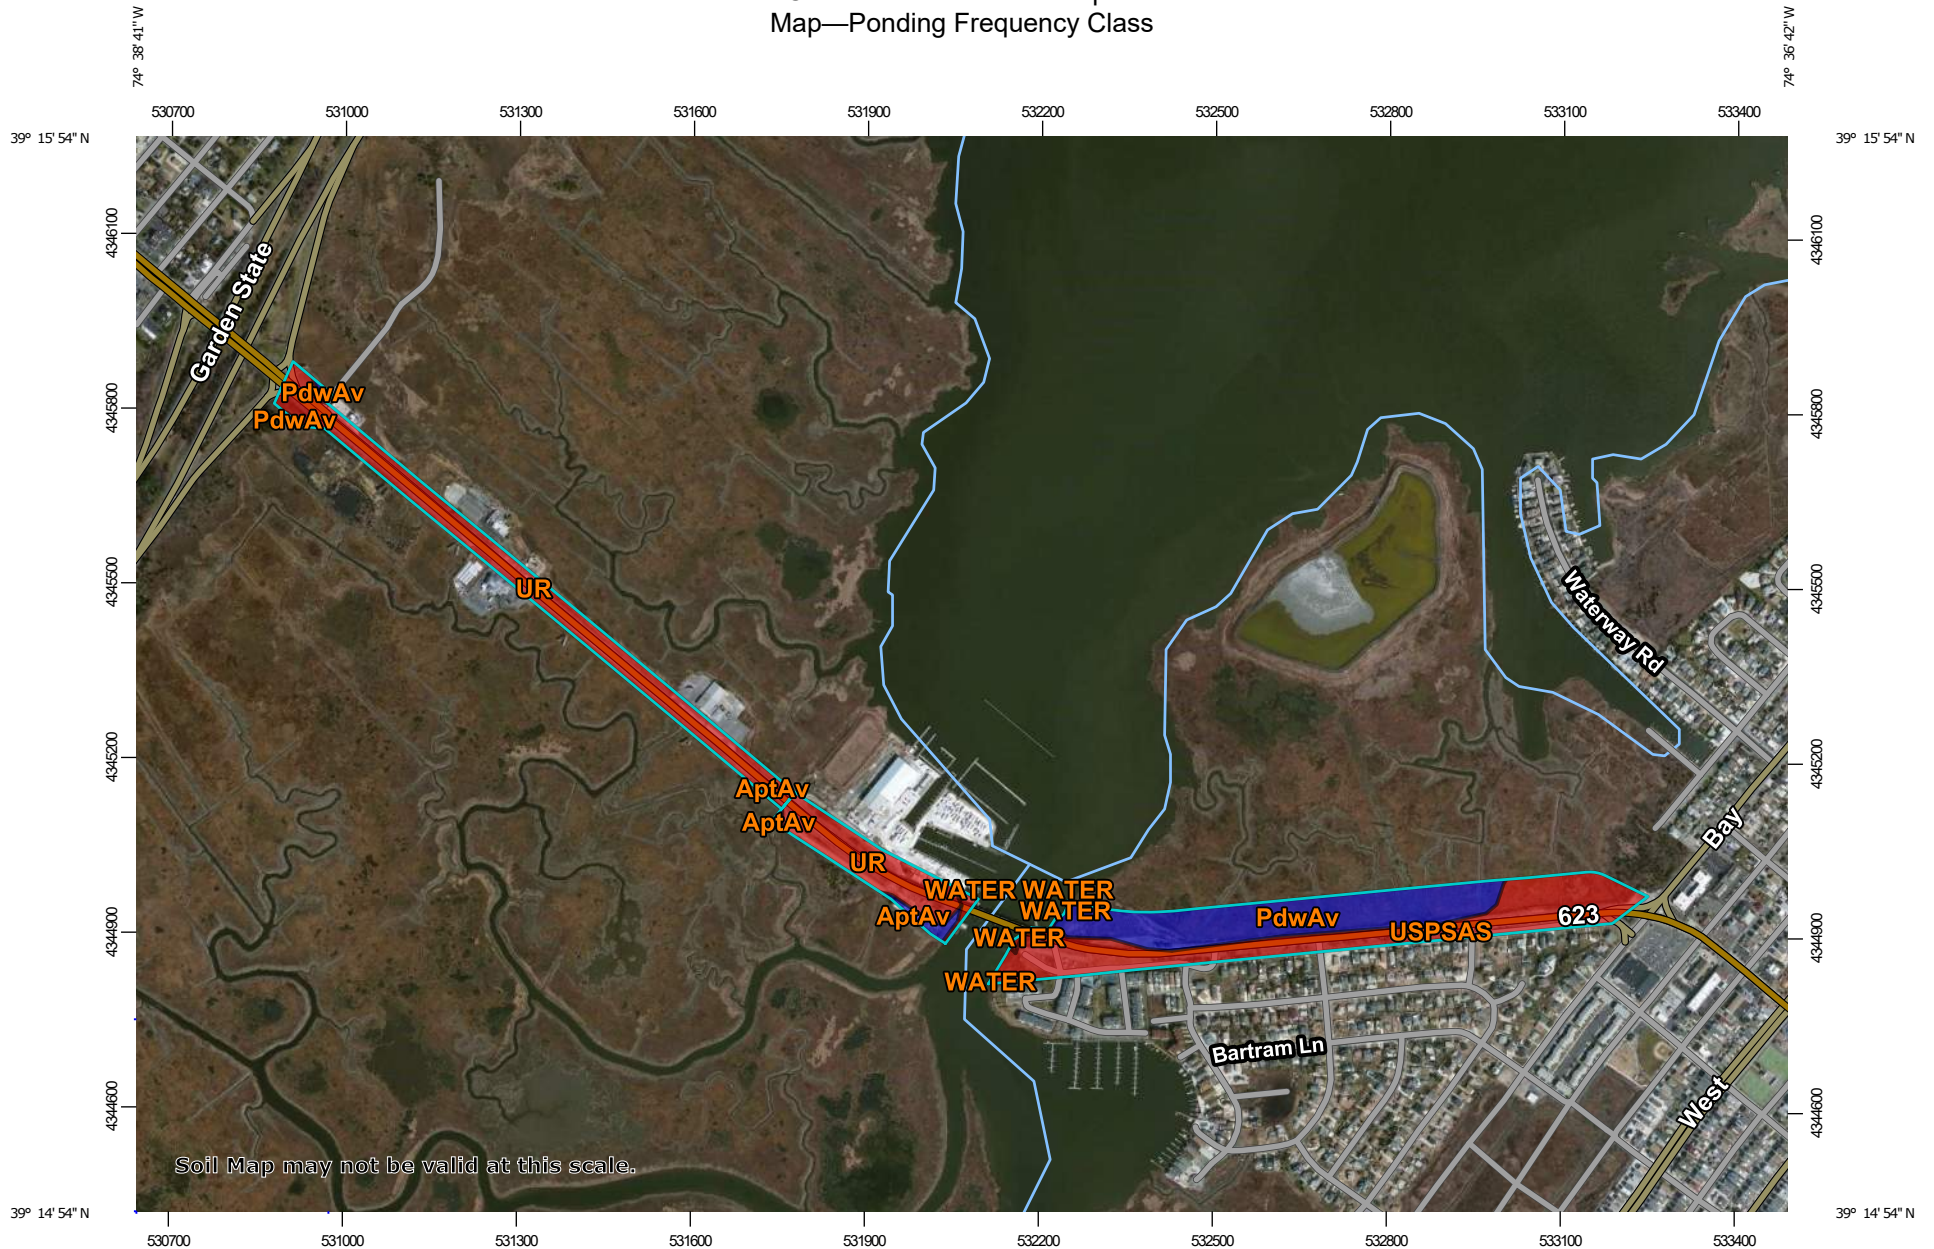 Map—Ponding Frequency Class
74° 38' 41" W
74° 36' 42" W
530700 531000 531300 531600 531900 532200 532500 532800 533100 533400
39° 15' 54" N
39° 15' 54" N
4346100
4346100
Garden State
PdwAv
4345800
4345800
PdwAv
UR
4345500
4345500
Waterway Rd
4345200
4345200
AptAv
AptAv
Bay
UR
WATER WATER
WATER
AptAv
PdwAv
623
USPSAS
4344900
4344900
WATER
WATER
Bartram Ln
West
4344600
4344600
Soil Map may not be valid at this scale.
39° 14' 54" N
39° 14' 54" N
530700 531000 531300 531600 531900 532200 532500 532800 533100 533400